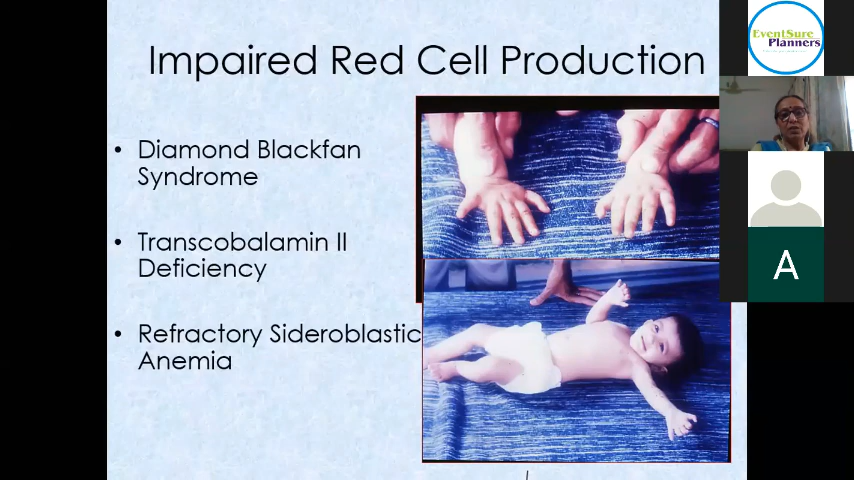 Impaired Red Cell Production
• Diamond Blackfan
Syndrome
• Transcobalamin II
Deficiency
• Refractory Sideroblastic
Anemia
EventSure
Planners
A